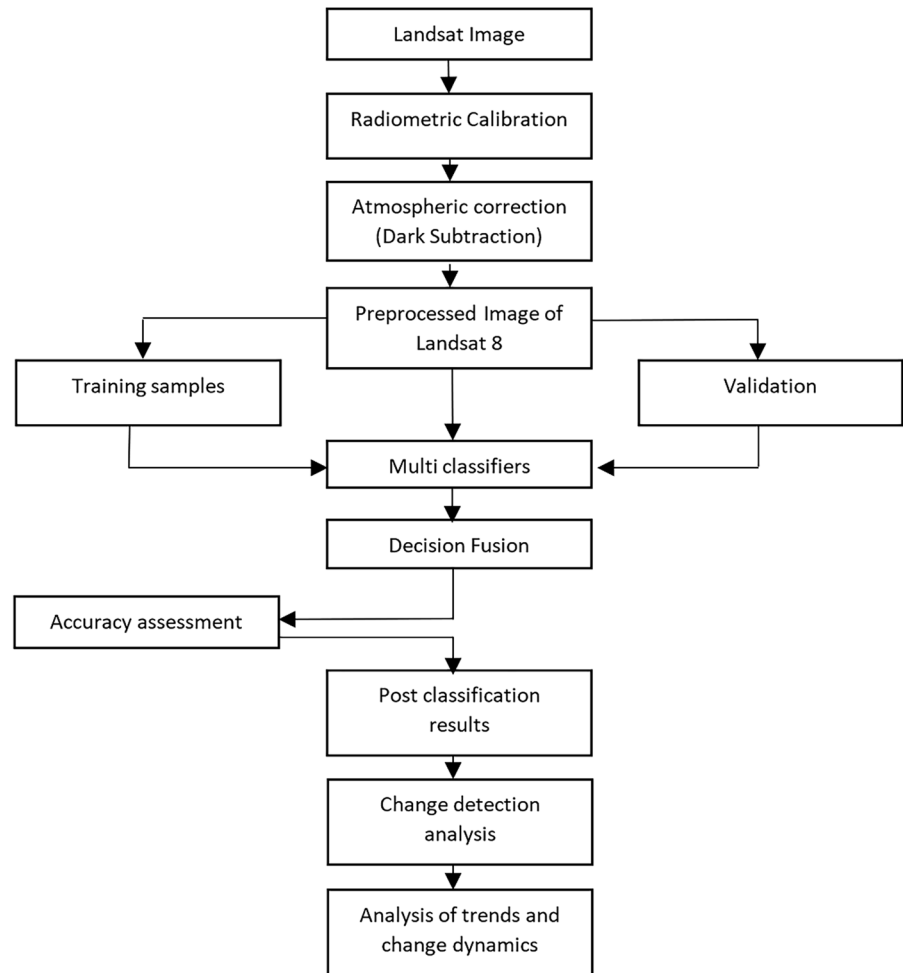 Landsat Image
Radiometric Calibration
Atmospheric correction
(Dark Subtraction)
Preprocessed Image of
Landsat 8
Training samples
Validation
Multi classifiers
Decision Fusion
Accuracy assessment
Post classification
results
Change detection
analysis
Analysis of trends and
change dynamics